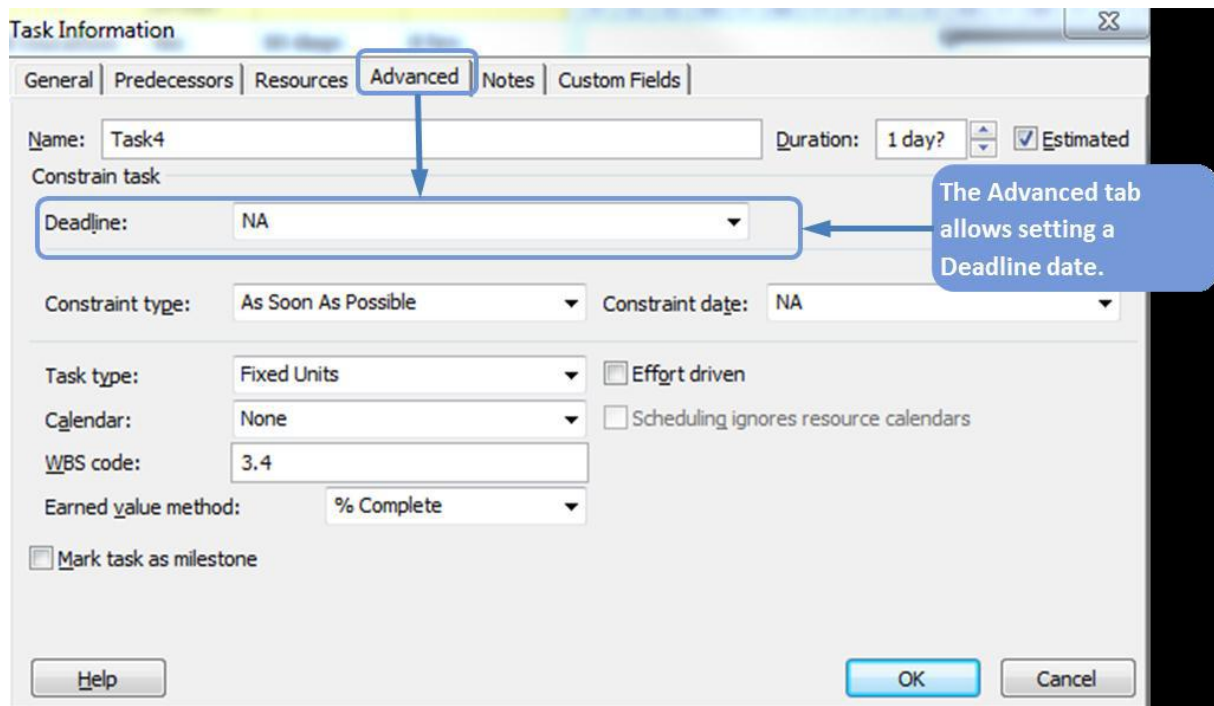 Task Information
General Predecessors Resources Advanced Notes Custom Fields
Name: Task4 Duration: 1 day? Estimated
Constrain task
Deadline: NA
The Advanced tab
allows setting a
Deadline date.
Constraint type: As Soon As Possible Constraint date: NA
Task type: Fixed Units Effort driven
Calendar: None Scheduling ignores resource calendars
WBS code: 3.4
Earned value method: % Complete
Mark task as milestone
Help OK Cancel